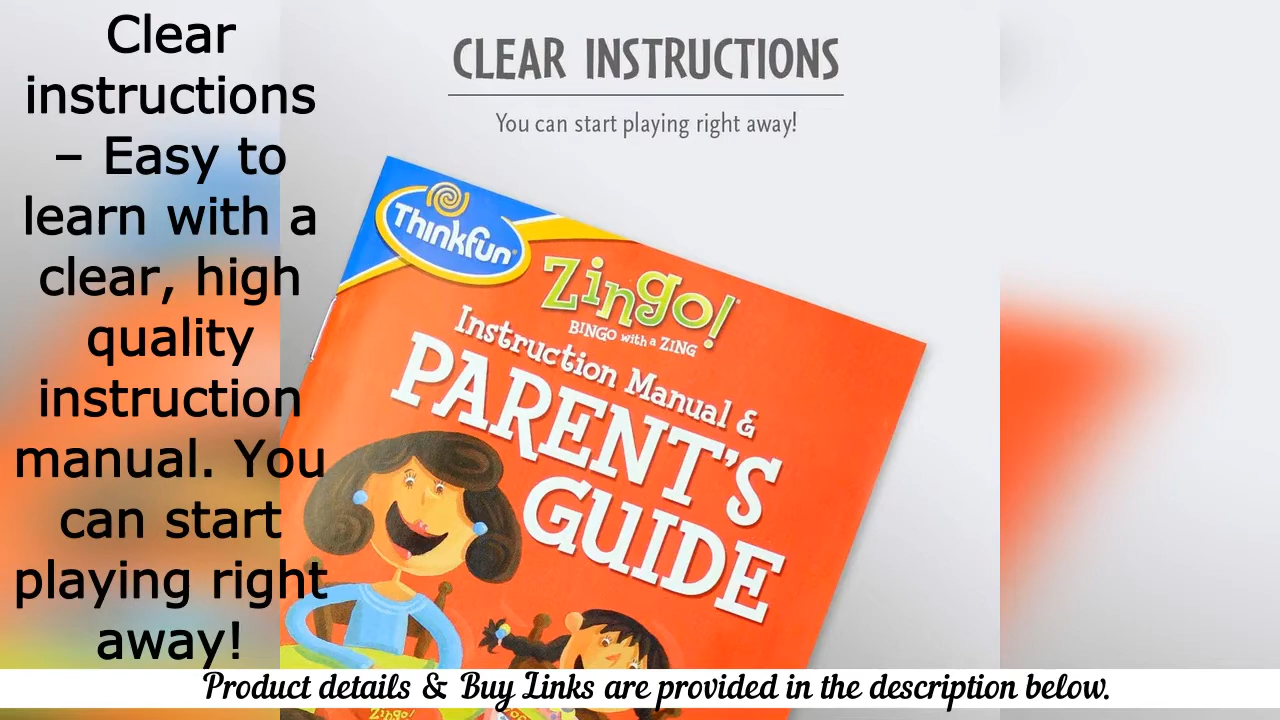 Clear
instructions
– Easy to
learn with a
clear, high
quality
instruction
manual. You
can start
playing right
away!
CLEAR INSTRUCTIONS
You can start playing right away!
ThinkFun®
Zingo!
BINGO with a ZING
Instruction Manual &
PARENT'S
GUIDE
Zingo!
Product details & Buy Links are provided in the description below.